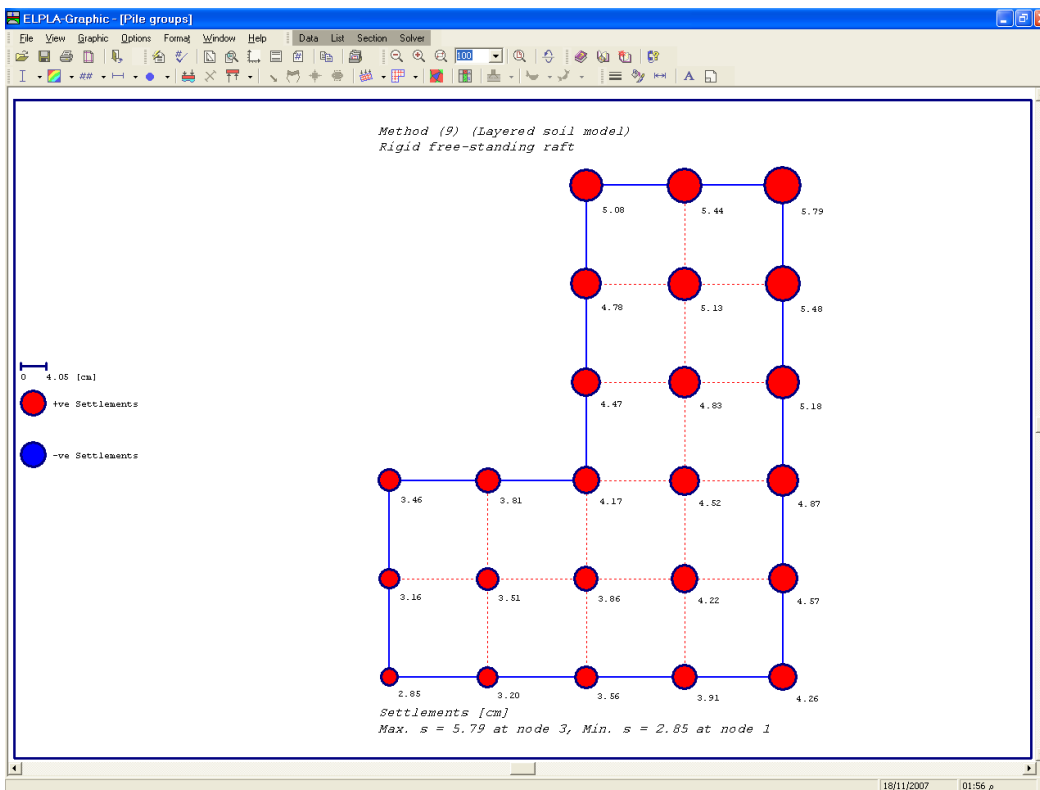 ELPLA-Graphic - [Pile groups]
File View Graphic Options Format Window Help Data List Section Solver
100
##
A
Method (9) (Layered soil model)
Rigid free-standing raft
5.08 5.44 5.79
4.78 5.13 5.48
0 4.05 [cm]
+ve Settlements
4.47 4.83 5.18
-ve Settlements
3.46 3.81 4.17 4.52 4.87
3.16 3.51 3.86 4.22 4.57
2.85 3.20 3.56 3.91 4.26
Settlements [cm]
Max. s = 5.79 at node 3, Min. s = 2.85 at node 1
18/11/2007 01:56 م